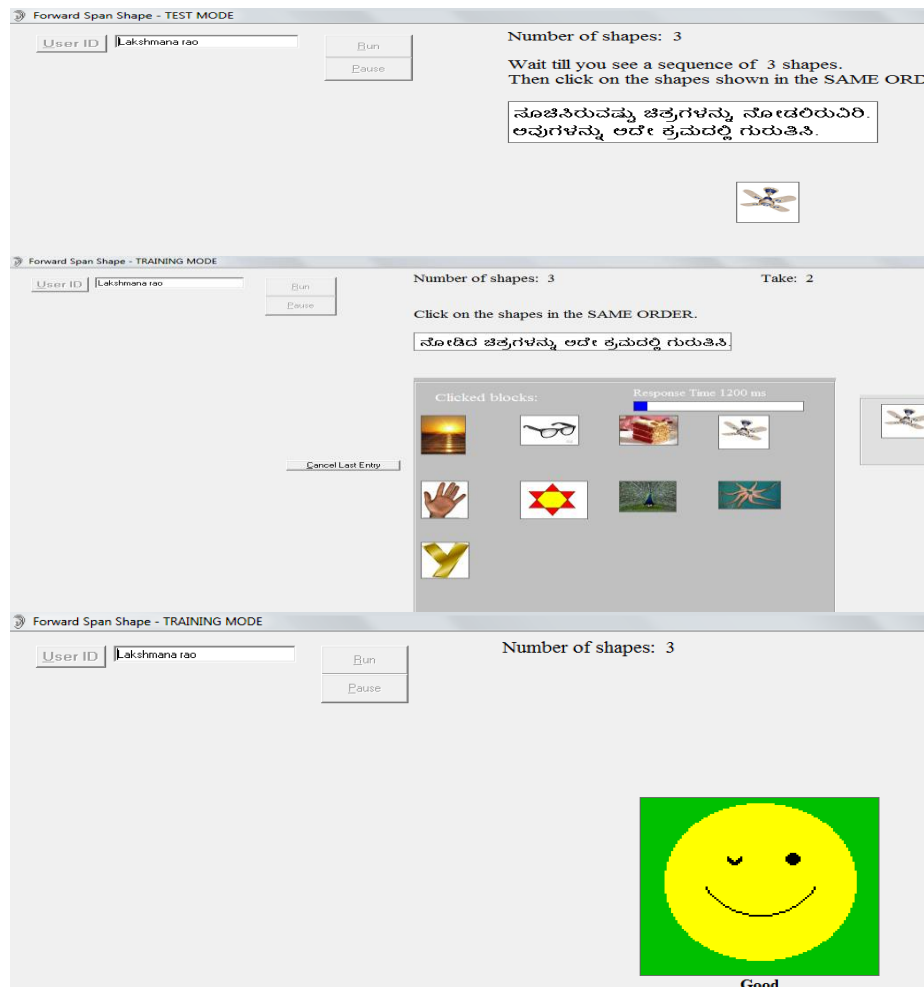 Forward Span Shape - TEST MODE
User ID
Lakshmana rao
Run
Pause
Number of shapes: 3
Wait till you see a sequence of 3 shapes.
Then click on the shapes shown in the SAME ORD
ಸೂಚಿಸಿರುವಷ್ಟು ಚಿತ್ರಗಳನ್ನು ನೋಡಲಿರುವಿರಿ.
ಅವುಗಳನ್ನು ಅದೇ ಕ್ರಮದಲ್ಲಿ ಗುರುತಿಸಿ.
Forward Span Shape - TRAINING MODE
User ID
Lakshmana rao
Run
Pause
Number of shapes: 3
Take: 2
Click on the shapes in the SAME ORDER.
ನೋಡಿದ ಚಿತ್ರಗಳನ್ನು ಅದೇ ಕ್ರಮದಲ್ಲಿ ಗುರುತಿಸಿ.
Clicked blocks:
Response Time 1200 ms
Cancel Last Entry
Forward Span Shape - TRAINING MODE
User ID
Lakshmana rao
Run
Pause
Number of shapes: 3
Good